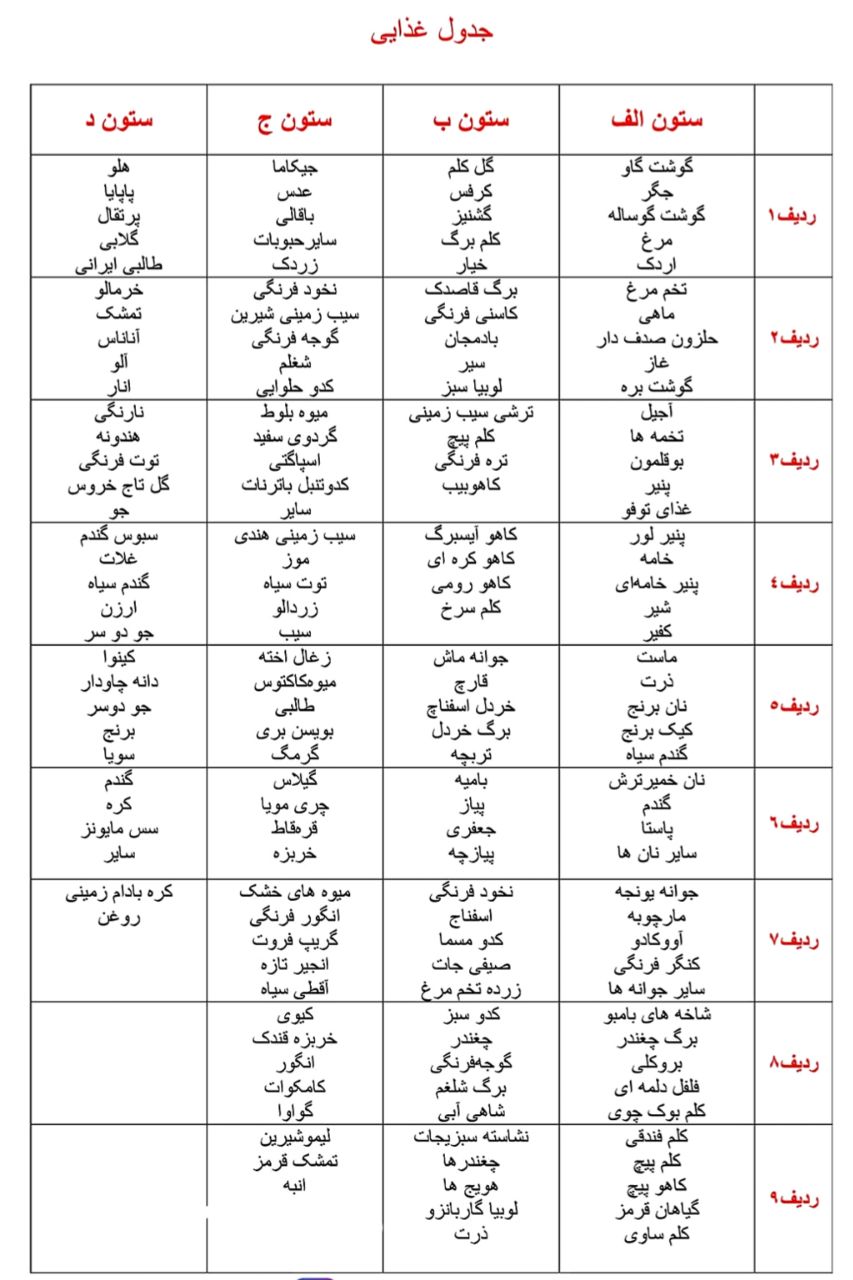 جدول غذایی
ستون الف
ستون ب
ستون ج
ستون د
ردیف۱
گوشت گاو
جگر
گوشت گوساله
مرغ
اردک
گل کلم
کرفس
گشنیز
کلم برگ
خیار
جیکاما
عدس
باقالی
سایرحبوبات
زردک
هلو
پاپایا
پرتقال
گلابی
طالبی ایرانی
ردیف۲
تخم مرغ
ماهی
حلزون صدف دار
غاز
گوشت بره
برگ قاصدک
کاسنی فرنگی
بادمجان
سیر
لوبیا سبز
نخود فرنگی
سیب زمینی شیرین
گوجه فرنگی
شغلم
کدو حلوایی
خرمالو
تمشک
آناناس
آلو
انار
ردیف۳
آجیل
تخمه ها
بوقلمون
پنیر
غذای توفو
ترشی سیب زمینی
کلم پیچ
تره فرنگی
کاهوبیب
میوه بلوط
گردوی سفید
اسپاگتی
کدوتنبل باترنات
سایر
نارنگی
هندونه
توت فرنگی
گل تاج خروس
جو
ردیف٤
پنیر لور
خامه
پنیر خامه‌ای
شیر
کفیر
کاهو آیسبرگ
کاهو کره ای
کاهو رومی
کلم سرخ
سیب زمینی هندی
موز
توت سیاه
زردالو
سیب
سبوس گندم
غلات
گندم سیاه
ارزن
جو دو سر
ردیف٥
ماست
ذرت
نان برنج
کیک برنج
گندم سیاه
جوانه ماش
قارچ
خردل اسفناچ
برگ خردل
تربچه
زغال اخته
میوه‌کاکتوس
طالبی
بویسن بری
گرمگ
کینوا
دانه چاودار
جو دوسر
برنج
سویا
ردیف٦
نان خمیرترش
گندم
پاستا
سایر نان ها
بامیه
پیاز
جعفری
پیازچه
گیلاس
چری مویا
قره‌قاط
خربزه
گندم
کره
سس مایونز
سایر
ردیف۷
جوانه یونجه
مارچوبه
آووکادو
کنگر فرنگی
سایر جوانه ها
نخود فرنگی
اسفناج
کدو مسما
صیفی جات
زرده تخم مرغ
میوه های خشک
انگور فرنگی
گریپ فروت
انجیر تازه
آقطی سیاه
کره بادام زمینی
روغن
ردیف۸
شاخه های بامبو
برگ چغندر
بروکلی
فلفل دلمه ای
کلم بوک چوی
کدو سبز
چغندر
گوجه‌فرنگی
برگ شلغم
شاهی آبی
کیوی
خربزه قندک
انگور
کامکوات
گواوا
ردیف۹
کلم فندقی
کلم پیچ
کاهو پیچ
گیاهان قرمز
کلم ساوی
نشاسته سبزیجات
چغندرها
هویج ها
لوبیا گاربانزو
ذرت
لیموشیرین
تمشک قرمز
انبه